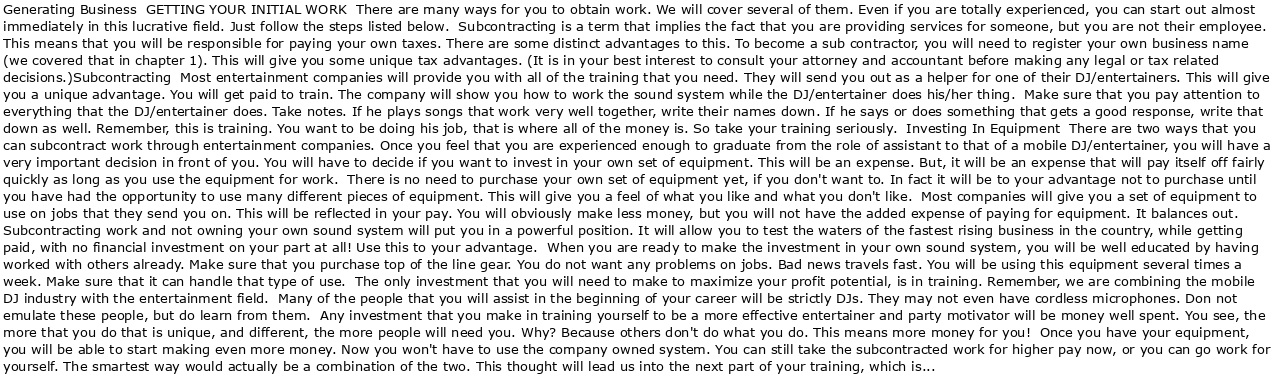 Generating Business  GETTING YOUR INITIAL WORK  There are many ways for you to obtain work. We will cover several of them. Even if you are totally experienced, you can start out almost
immediately in this lucrative field. Just follow the steps listed below.  Subcontracting is a term that implies the fact that you are providing services for someone, but you are not their employee.
This means that you will be responsible for paying your own taxes. There are some distinct advantages to this. To become a sub contractor, you will need to register your own business name
(we covered that in chapter 1). This will give you some unique tax advantages. (It is in your best interest to consult your attorney and accountant before making any legal or tax related
decisions.)Subcontracting  Most entertainment companies will provide you with all of the training that you need. They will send you out as a helper for one of their DJ/entertainers. This will give
you a unique advantage. You will get paid to train. The company will show you how to work the sound system while the DJ/entertainer does his/her thing.  Make sure that you pay attention to
everything that the DJ/entertainer does. Take notes. If he plays songs that work very well together, write their names down. If he says or does something that gets a good response, write that
down as well. Remember, this is training. You want to be doing his job, that is where all of the money is. So take your training seriously.  Investing In Equipment  There are two ways that you
can subcontract work through entertainment companies. Once you feel that you are experienced enough to graduate from the role of assistant to that of a mobile DJ/entertainer, you will have a
very important decision in front of you. You will have to decide if you want to invest in your own set of equipment. This will be an expense. But, it will be an expense that will pay itself off fairly
quickly as long as you use the equipment for work.  There is no need to purchase your own set of equipment yet, if you don't want to. In fact it will be to your advantage not to purchase until
you have had the opportunity to use many different pieces of equipment. This will give you a feel of what you like and what you don't like.  Most companies will give you a set of equipment to
use on jobs that they send you on. This will be reflected in your pay. You will obviously make less money, but you will not have the added expense of paying for equipment. It balances out.
Subcontracting work and not owning your own sound system will put you in a powerful position. It will allow you to test the waters of the fastest rising business in the country, while getting
paid, with no financial investment on your part at all! Use this to your advantage.  When you are ready to make the investment in your own sound system, you will be well educated by having
worked with others already. Make sure that you purchase top of the line gear. You do not want any problems on jobs. Bad news travels fast. You will be using this equipment several times a
week. Make sure that it can handle that type of use.  The only investment that you will need to make to maximize your profit potential, is in training. Remember, we are combining the mobile
DJ industry with the entertainment field.  Many of the people that you will assist in the beginning of your career will be strictly DJs. They may not even have cordless microphones. Don not
emulate these people, but do learn from them.  Any investment that you make in training yourself to be a more effective entertainer and party motivator will be money well spent. You see, the
more that you do that is unique, and different, the more people will need you. Why? Because others don't do what you do. This means more money for you!  Once you have your equipment,
you will be able to start making even more money. Now you won't have to use the company owned system. You can still take the subcontracted work for higher pay now, or you can go work for
yourself. The smartest way would actually be a combination of the two. This thought will lead us into the next part of your training, which is...